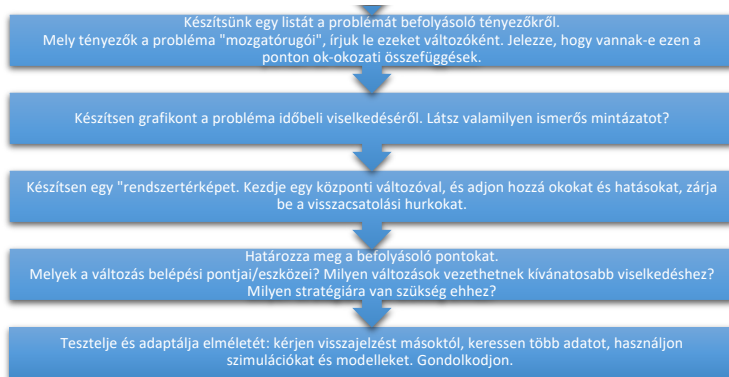 Készítsünk egy listát a problémát befolyásoló tényezőkről.
Mely tényezők a probléma "mozgatórugói", írjuk le ezeket változóként. Jelezze, hogy vannak-e ezen a
ponton ok-okozati összefüggések.
Készítsen grafikont a probléma időbeli viselkedéséről. Látsz valamilyen ismerős mintázatot?
Készítsen egy "rendszertérképet. Kezdje egy központi változóval, és adjon hozzá okokat és hatásokat, zárja
be a visszacsatolási hurkokat.
Határozza meg a befolyásoló pontokat.
Melyek a változás belépési pontjai/eszközei? Milyen változások vezethetnek kívánatosabb viselkedéshez?
Milyen stratégiára van szükség ehhez?
Tesztelje és adaptálja elméletét: kérjen visszajelzést másoktól, keressen több adatot, használjon
szimulációkat és modelleket. Gondolkodjon.